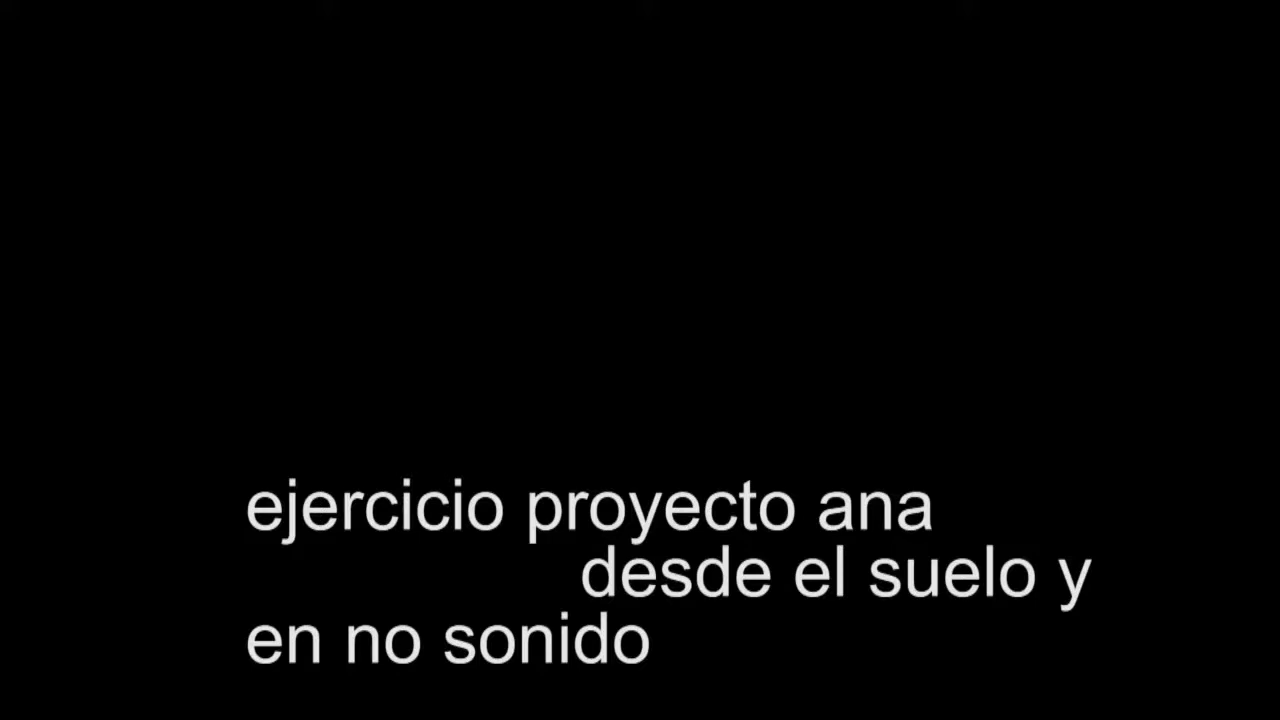 ejercicio proyecto ana
desde el suelo y
en no sonido